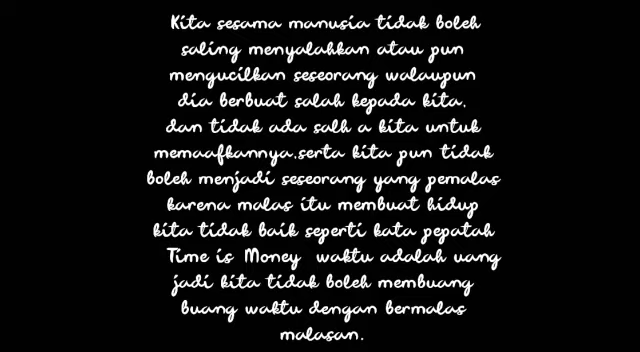 Kita sesama manusia tidak boleh
saling menyalahkan atau pun
mengucilkan seseorang walaupun
dia berbuat salah kepada kita.
dan tidak ada salh a kita untuk
memaafkannya.serta kita pun tidak
boleh menjadi seseorang yang pemalas
karena malas itu membuat hidup
kita tidak baik seperti kata pepatah
Time is Money waktu adalah uang
jadi kita tidak boleh membuang
buang waktu dengan bermalas
malasan.